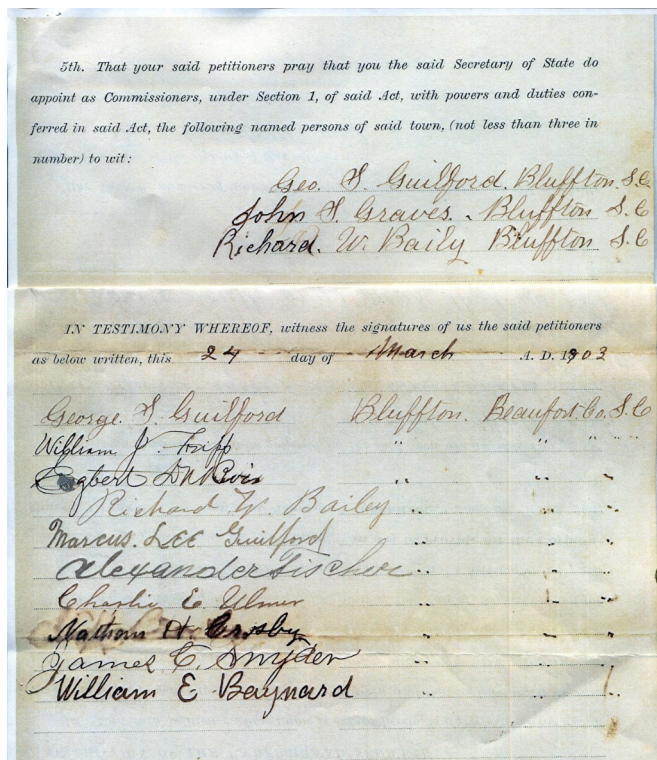 5th. That your said petitioners pray that you the said Secretary of State do
appoint as Commissioners, under Section 1, of said Act, with powers and duties con-
ferred in said Act, the following named persons of said town, (not less than three in
number) to wit:
Geo. S. Guilford, Bluffton, S.C.
John S. Graves. Bluffton S.C
Richard. W. Baily Bluffton S.C
IN TESTIMONY WHEREOF, witness the signatures of us the said petitioners
as below written, this 24 day of March A. D. 1903
George. S. Guilford Bluffton. Beaufort. Co. S.C
William J. Fripp " " "
Egbert " " "
Richard W. Bailey " " "
Marcus. LEE Guilford " " "
Alexander Fischer " " "
Charlie E. Ulmer " " "
Nathan H. Crosby " " "
James C. Snyder " " "
William E Baynard " " "